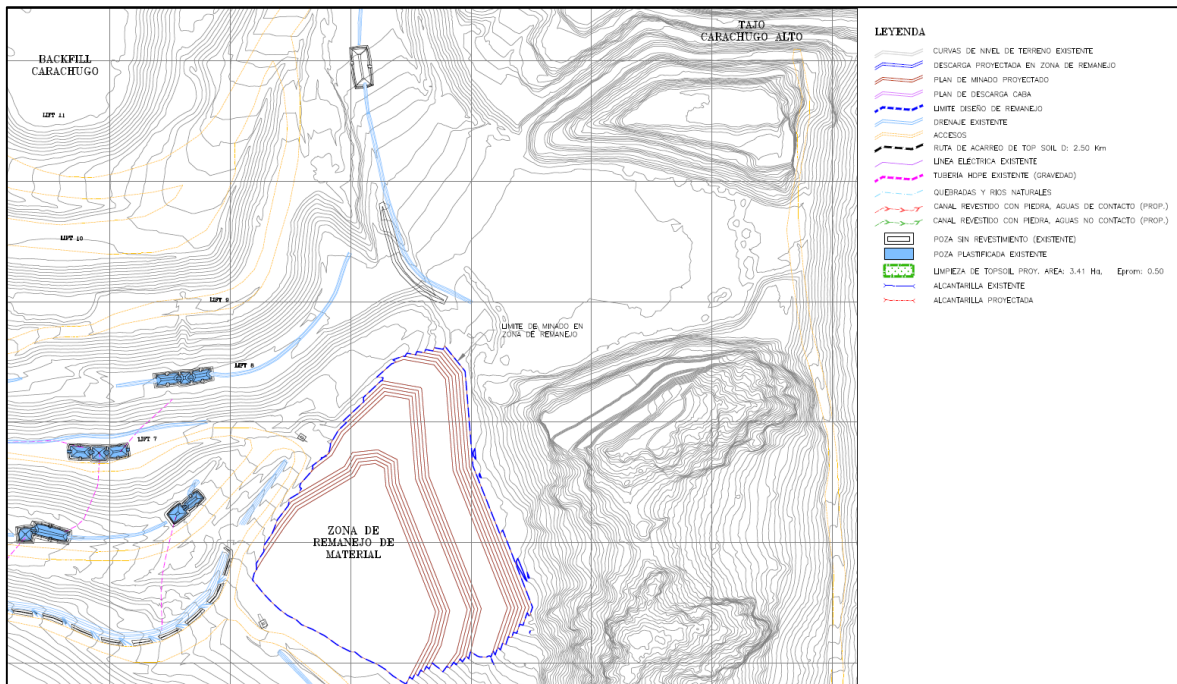 BACKFILL
CARACHUGO
LIFT 11
LIFT 10
LIFT 9
LIFT 8
LIFT 7
TAJO
CARACHUGO ALTO
LIMITE DE MINADO EN
ZONA DE REMANEJO
ZONA DE
REMANEJO DE
MATERIAL
LEYENDA
CURVAS DE NIVEL DE TERRENO EXISTENTE
DESCARGA PROYECTADA EN ZONA DE REMANEJO
PLAN DE MINADO PROYECTADO
PLAN DE DESCARGA CABA
LIMITE DISEÑO DE REMANEJO
DRENAJE EXISTENTE
ACCESOS
RUTA DE ACARREO DE TOP SOIL D: 2.50 Km
LÍNEA ELÉCTRICA EXISTENTE
TUBERIA HDPE EXISTENTE (GRAVEDAD)
QUEBRADAS Y RIOS NATURALES
CANAL REVESTIDO CON PIEDRA, AGUAS DE CONTACTO (PROP.)
CANAL REVESTIDO CON PIEDRA, AGUAS NO CONTACTO (PROP.)
POZA SIN REVESTIMIENTO (EXISTENTE)
POZA PLASTIFICADA EXISTENTE
LIMPIEZA DE TOPSOIL PROY. AREA: 3.41 Ha, Eprom: 0.50
ALCANTARILLA EXISTENTE
ALCANTARILLA PROYECTADA